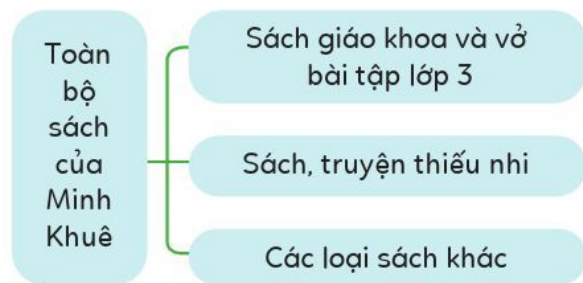 Toàn
bộ
sách
của
Minh
Khuê
Sách giáo khoa và vở
bài tập lớp 3
Sách, truyện thiếu nhi
Các loại sách khác